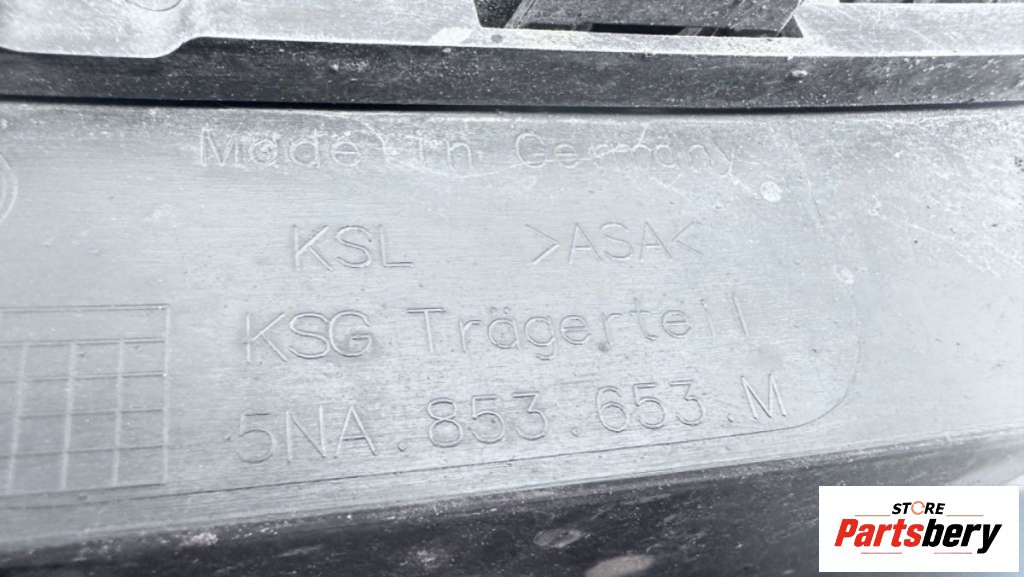 Made in Germany
KSL >ASA<
KSG Trägerteil
5NA.853.653.M
STORE
Partsbery